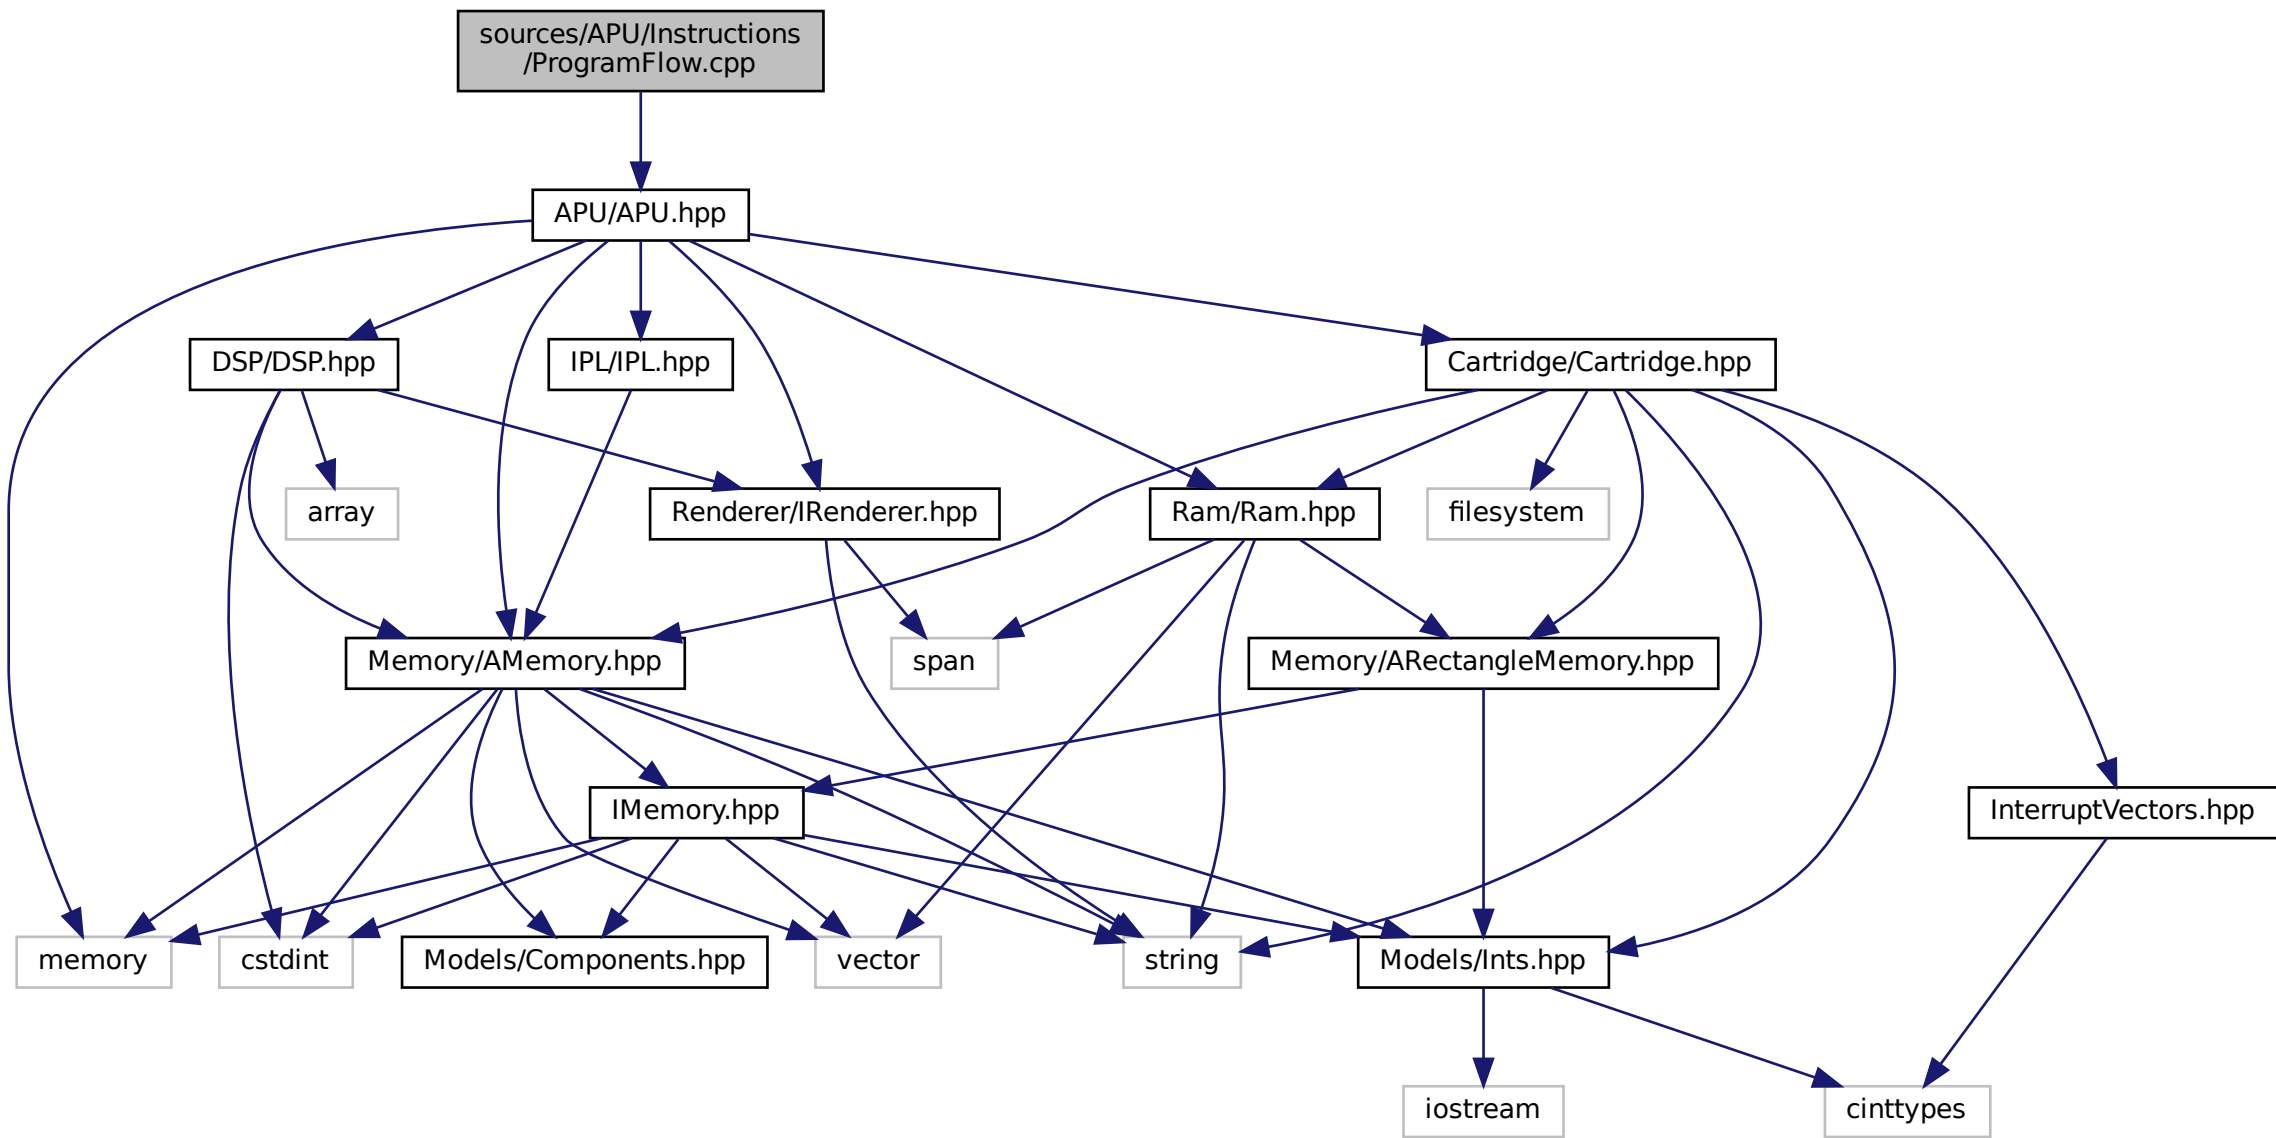 sources/APU/Instructions
/ProgramFlow.cpp
APU/APU.hpp
DSP/DSP.hpp
IPL/IPL.hpp
Cartridge/Cartridge.hpp
array
Renderer/IRenderer.hpp
Ram/Ram.hpp
filesystem
Memory/AMemory.hpp
span
Memory/ARectangleMemory.hpp
IMemory.hpp
InterruptVectors.hpp
memory
cstdint
Models/Components.hpp
vector
string
Models/Ints.hpp
iostream
cinttypes